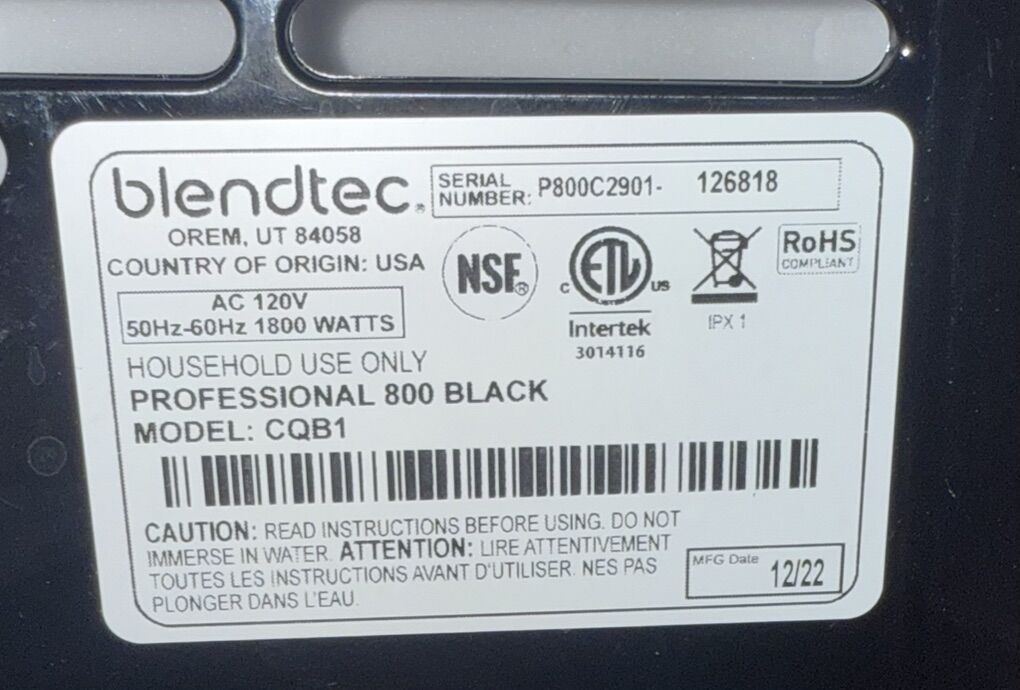 blendtec®
SERIAL
NUMBER: P800C2901- 126818
OREM, UT 84058
COUNTRY OF ORIGIN: USA
AC 120V
50Hz-60Hz 1800 WATTS
NSF®
C ETL US
LISTED
Intertek
3014116
IPX 1
RoHS
COMPLIANT
HOUSEHOLD USE ONLY
PROFESSIONAL 800 BLACK
MODEL: CQB1
CAUTION: READ INSTRUCTIONS BEFORE USING. DO NOT
IMMERSE IN WATER. ATTENTION: LIRE ATTENTIVEMENT
TOUTES LES INSTRUCTIONS AVANT D'UTILISER. NES PAS
PLONGER DANS L'EAU.
MFG Date 12/22